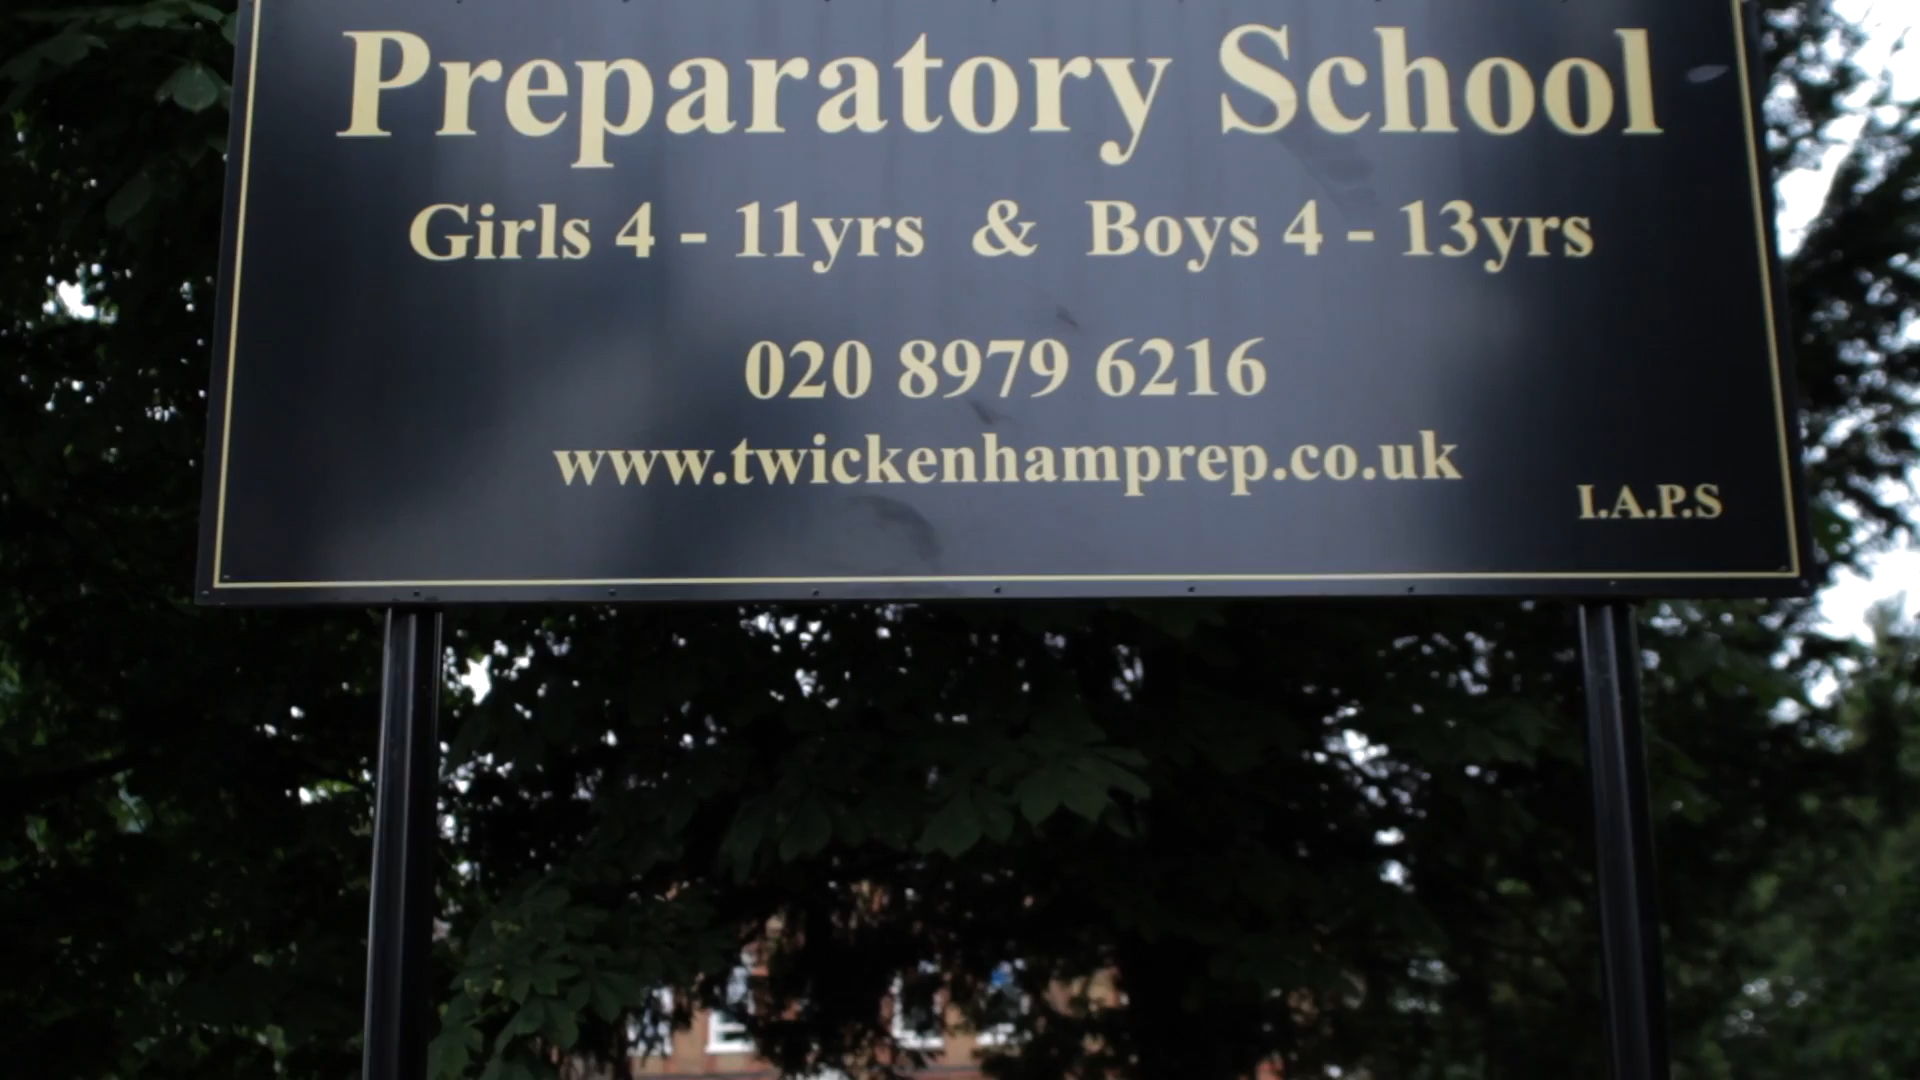 Preparatory School
Girls 4 - 11yrs & Boys 4 - 13yrs
020 8979 6216
www.twickenhamprep.co.uk
I.A.P.S